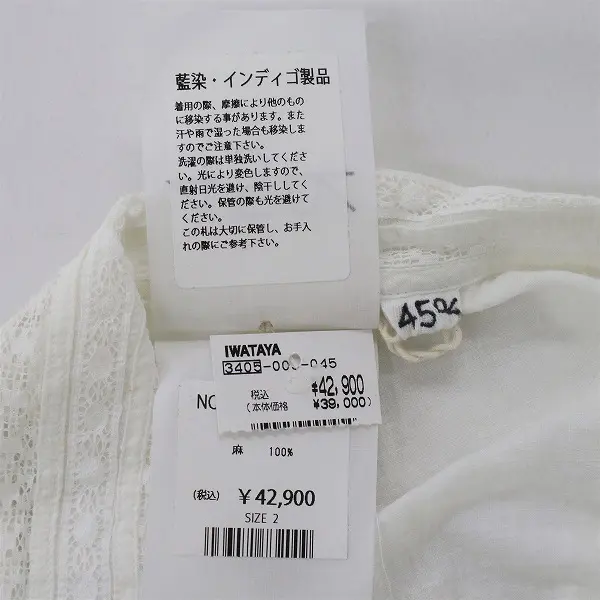 藍染・インディゴ製品
着用の際、摩擦により他のもの
に移染する事があります。また
汗や雨で湿った場合も移染しま
すのでご注意下さい。
洗濯の際は単独洗いしてくださ
い。光により変色しますので、
直射日光を避け、陰干ししてく
ださい。保管の際も光を避けて
ください。
この札は大切に保管し、お手入
れの際にご参考下さい。
45R
IWATAYA
3405-00 -045
税込 ¥42,900
(本体価格 ¥39,000)
NO
麻 100%
(税込) ¥42,900
SIZE 2